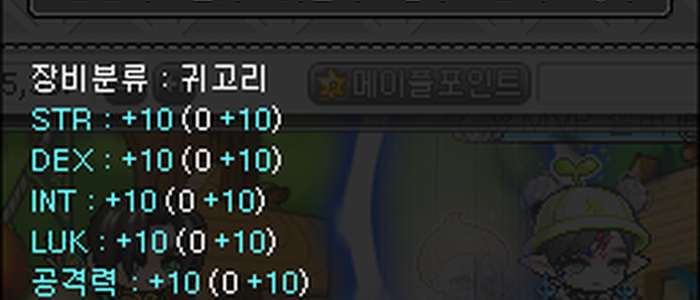 장비분류 : 귀고리
메이플포인트
STR : +10 (0 +10)
DEX : +10 (0 +10)
INT : +10 (0 +10)
LUK : +10 (0 +10)
공격력 : +10 (0 +10)